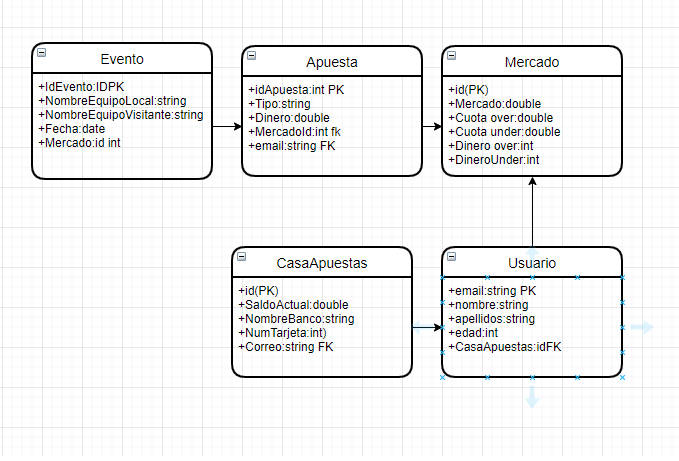 Evento
+IdEvento:IDPK
+NombreEquipoLocal:string
+NombreEquipoVisitante:string
+Fecha:date
+Mercado:id int
Apuesta
+idApuesta:int PK
+Tipo:string
+Dinero:double
+MercadoId:int fk
+email:string FK
Mercado
+id(PK)
+Mercado:double
+Cuota over:double
+Cuota under:double
+Dinero over:int
+DineroUnder:int
CasaApuestas
+id(PK)
+SaldoActual:double
+NombreBanco:string
+NumTarjeta:int)
+Correo:string FK
Usuario
+email:string PK
+nombre:string
+apellidos:string
+edad:int
+CasaApuestas:idFK